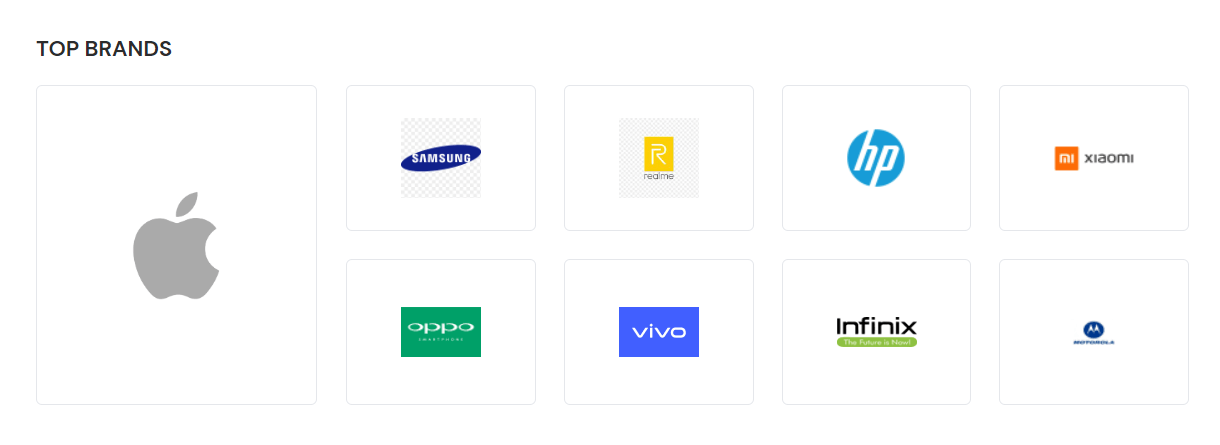 TOP BRANDS
SAMSUNG
R
realme
hp
mi xiaomi
oppo
SMARTPHONE
vivo
Infinix
The Future is Now!
M
MOTOROLA